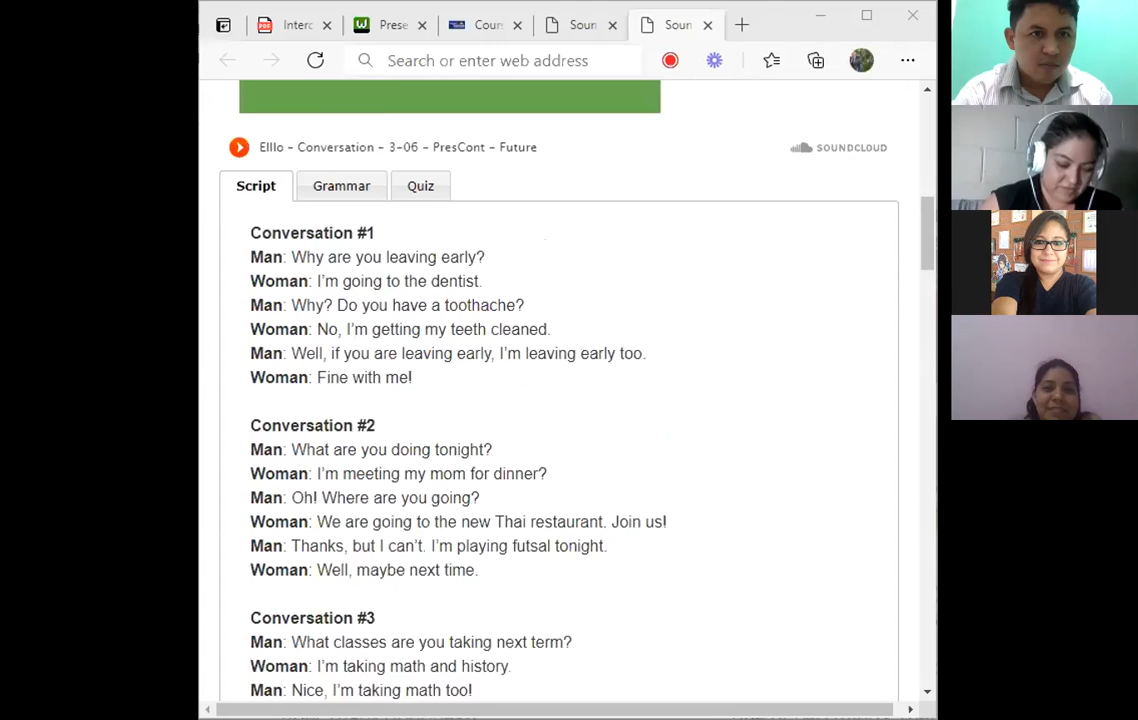 Interc
Prese
Cours
Soun
Soun
Search or enter web address
Elllo - Conversation - 3-06 - PresCont - Future
SOUNDCLOUD
Script
Grammar
Quiz
Conversation #1
Man: Why are you leaving early?
Woman: I'm going to the dentist.
Man: Why? Do you have a toothache?
Woman: No, I'm getting my teeth cleaned.
Man: Well, if you are leaving early, I'm leaving early too.
Woman: Fine with me!
Conversation #2
Man: What are you doing tonight?
Woman: I'm meeting my mom for dinner?
Man: Oh! Where are you going?
Woman: We are going to the new Thai restaurant. Join us!
Man: Thanks, but I can't. I'm playing futsal tonight.
Woman: Well, maybe next time.
Conversation #3
Man: What classes are you taking next term?
Woman: I'm taking math and history.
Man: Nice, I'm taking math too!